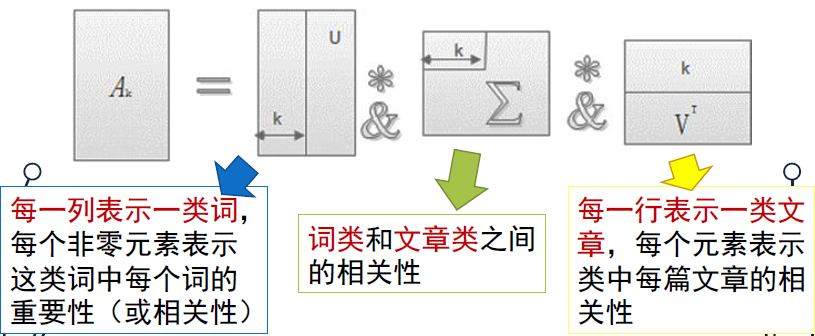 Aₖ = U k * & k Σ * & k Vᵀ
每一列表示一类词，
每个非零元素表示
这类词中每个词的
重要性（或相关性）
词类和文章类之间
的相关性
每一行表示一类文
章，每个元素表示
类中每篇文章的相
关性